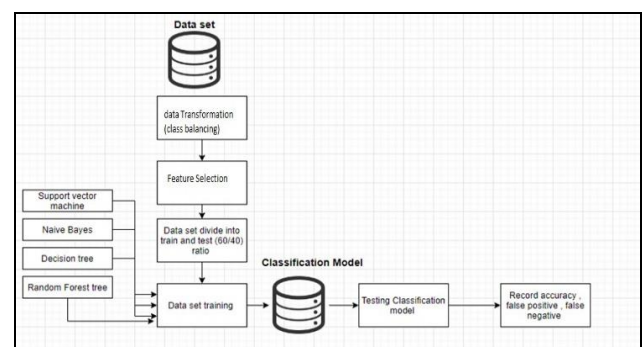 Data set
data Transformation
(class balancing)
Feature Selection
Support vector
machine
Naive Bayes
Decision tree
Random Forest tree
Data set divide into
train and test (60/40)
ratio
Data set training
Classification Model
Testing Classification
model
Record accuracy ,
false positive , false
negative